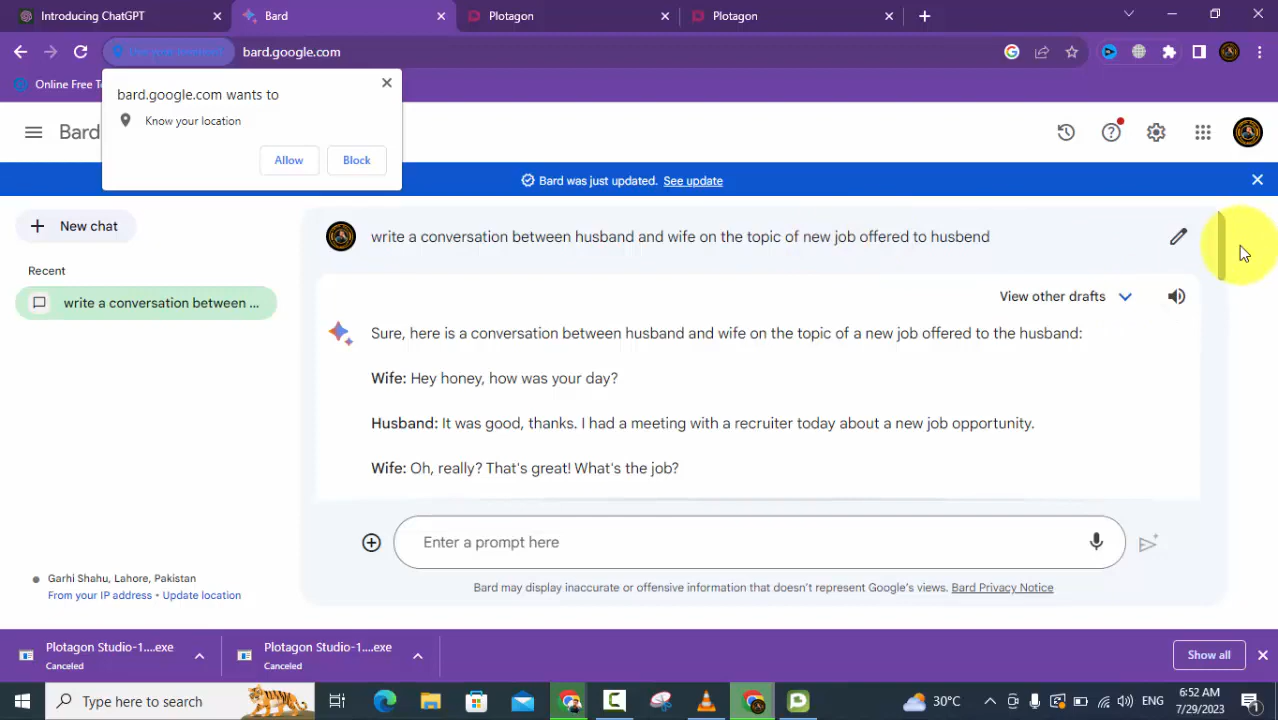 Introducing ChatGPT
Bard
Plotagon
Plotagon
bard.google.com
Online Free
bard.google.com wants to
Know your location
Allow
Block
Bard
Bard was just updated. See update
New chat
Recent
write a conversation between ...
write a conversation between husband and wife on the topic of new job offered to husbend
View other drafts
Sure, here is a conversation between husband and wife on the topic of a new job offered to the husband:
Wife: Hey honey, how was your day?
Husband: It was good, thanks. I had a meeting with a recruiter today about a new job opportunity.
Wife: Oh, really? That's great! What's the job?
Enter a prompt here
Bard may display inaccurate or offensive information that doesn't represent Google's views. Bard Privacy Notice
Garhi Shahu, Lahore, Pakistan
From your IP address • Update location
Plotagon Studio-1....exe
Canceled
Plotagon Studio-1....exe
Canceled
Show all
Type here to search
30°C
ENG
6:52 AM
7/29/2023
1